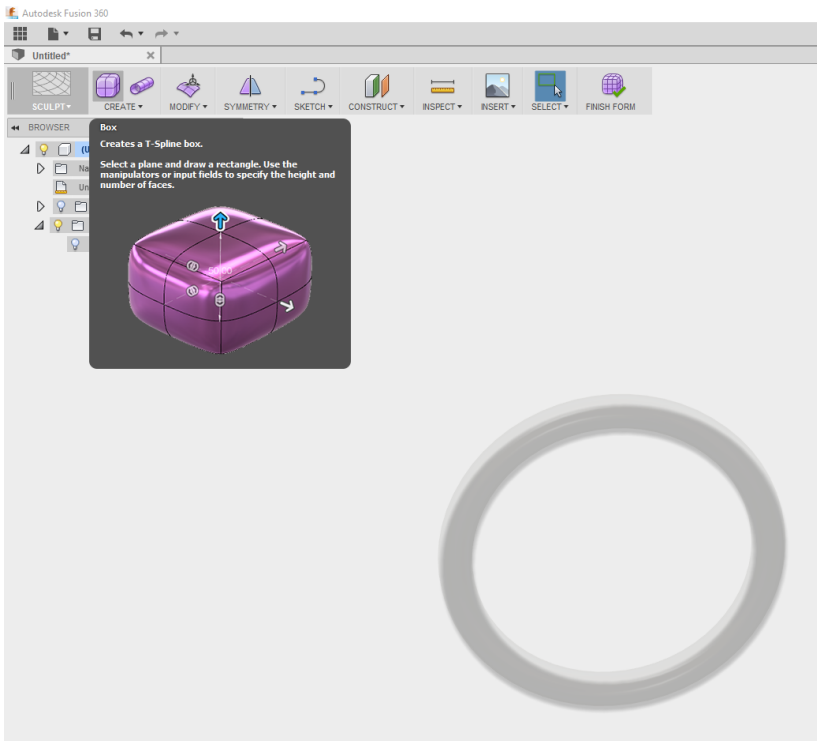 Autodesk Fusion 360
Untitled*
SCULPT
CREATE
MODIFY
SYMMETRY
SKETCH
CONSTRUCT
INSPECT
INSERT
SELECT
FINISH FORM
BROWSER
Box
Creates a T-Spline box.
Select a plane and draw a rectangle. Use the
manipulators or input fields to specify the height and
number of faces.
(U
Na
Un